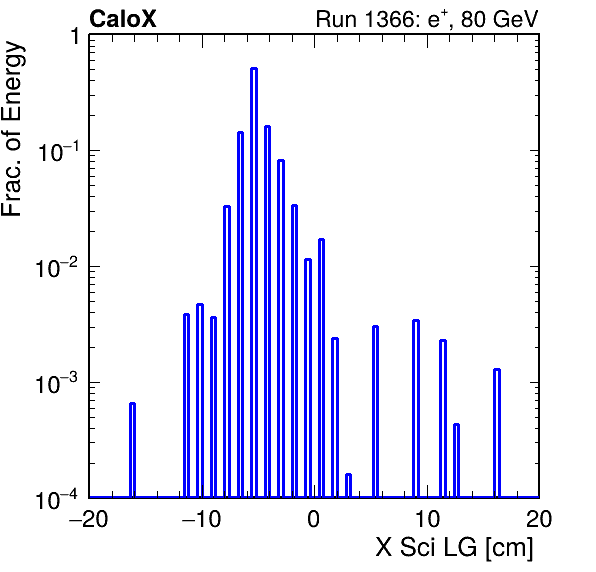 CaloX Run 1366: e⁺, 80 GeV
Frac. of Energy
1
10⁻¹
10⁻²
10⁻³
10⁻⁴
−20 −10 0 10 20
X Sci LG [cm]